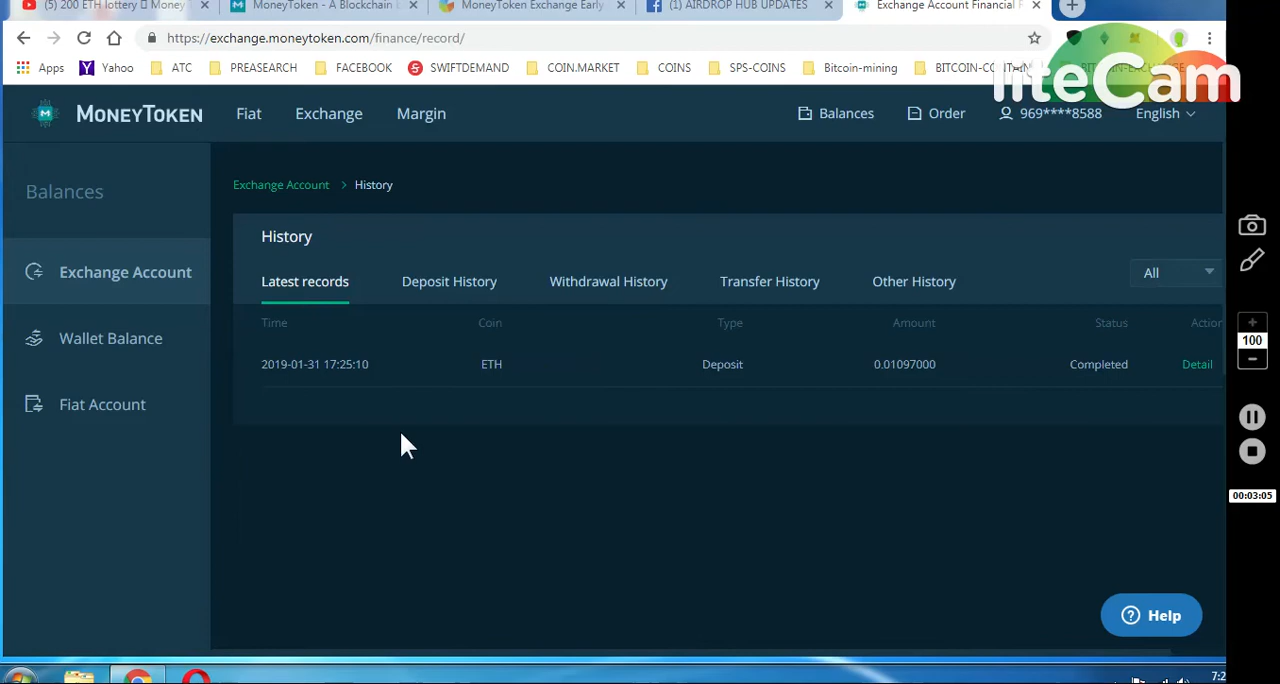 (5) 200 ETH lottery Money
MoneyToken - A Blockchain
MoneyToken Exchange Early
(1) AIRDROP HUB UPDATES
Exchange Account Financial
https://exchange.moneytoken.com/finance/record/
Apps Yahoo ATC PREASEARCH FACEBOOK SWIFTDEMAND COIN.MARKET COINS SPS-COINS Bitcoin-mining
liteCam
MONEYTOKEN Fiat Exchange Margin Balances Order 969****8588 English
Balances
Exchange Account > History
History
Exchange Account
Latest records Deposit History Withdrawal History Transfer History Other History All
Time Coin Type Amount Status Action
Wallet Balance
2019-01-31 17:25:10 ETH Deposit 0.01097000 Completed Detail
Fiat Account
Help
100
00:03:05